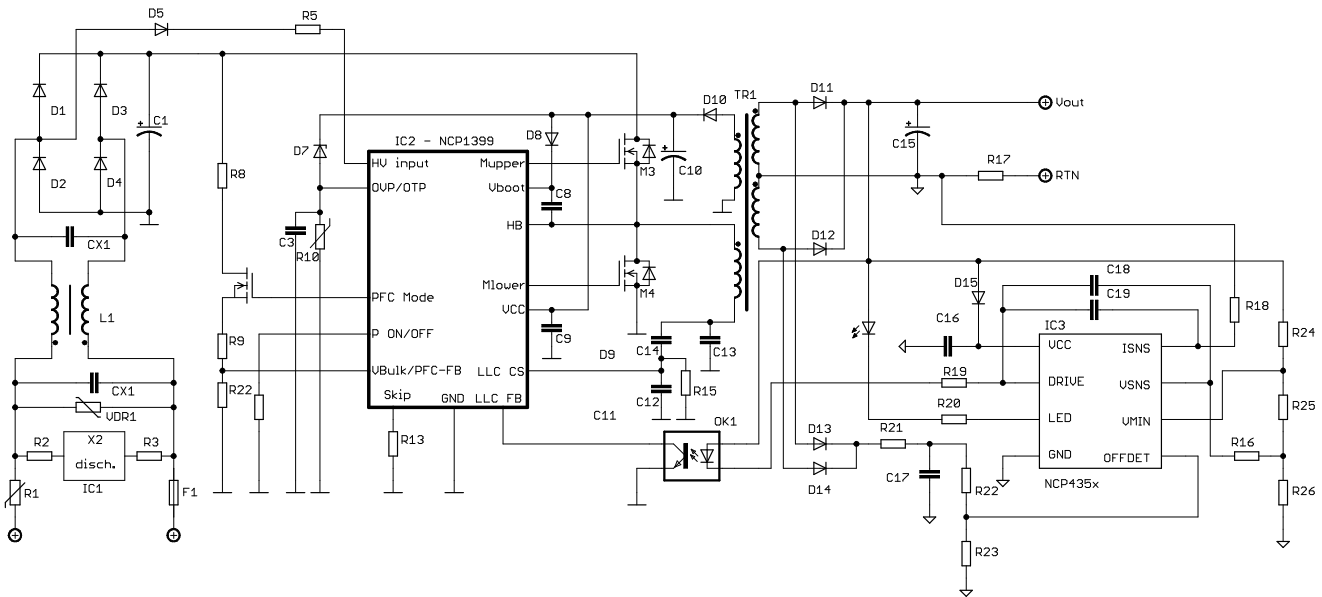 D5
R5
D1
D3
C1
D2
D4
CX1
L1
CX1
VDR1
R2
X2
disch.
IC1
R3
R1
F1
R8
R9
R22
D7
C3
R10
IC2 - NCP1399
HV input
OVP/OTP
PFC Mode
P ON/OFF
VBulk/PFC-FB
Skip
GND
LLC FB
Mupper
Vboot
HB
Mlower
VCC
LLC CS
R13
D8
C8
C9
D9
C11
M3
M4
C10
D10
TR1
C14
C13
C12
R15
OK1
D11
D12
C15
Vout
R17
RTN
D13
D14
R21
C17
R22
R23
R19
R20
C16
D15
C18
C19
R18
IC3
VCC
DRIVE
LED
GND
ISNS
VSNS
VMIN
OFFDET
NCP435x
R16
R24
R25
R26